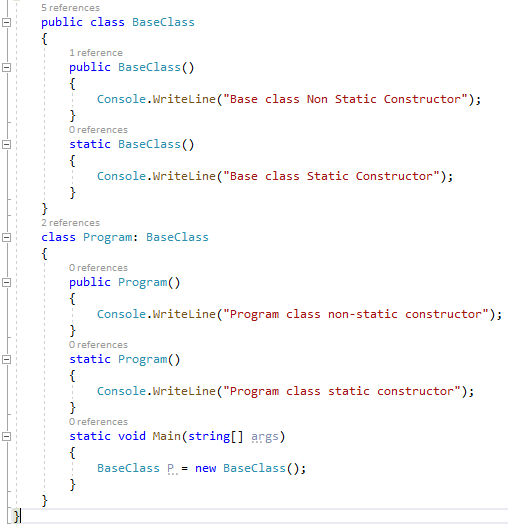 5 references
public class BaseClass
{
1 reference
public BaseClass()
{
Console.WriteLine("Base class Non Static Constructor");
}
0 references
static BaseClass()
{
Console.WriteLine("Base class Static Constructor");
}
}
2 references
class Program: BaseClass
{
0 references
public Program()
{
Console.WriteLine("Program class non-static constructor");
}
0 references
static Program()
{
Console.WriteLine("Program class static constructor");
}
0 references
static void Main(string[] args)
{
BaseClass P = new BaseClass();
}
}
}